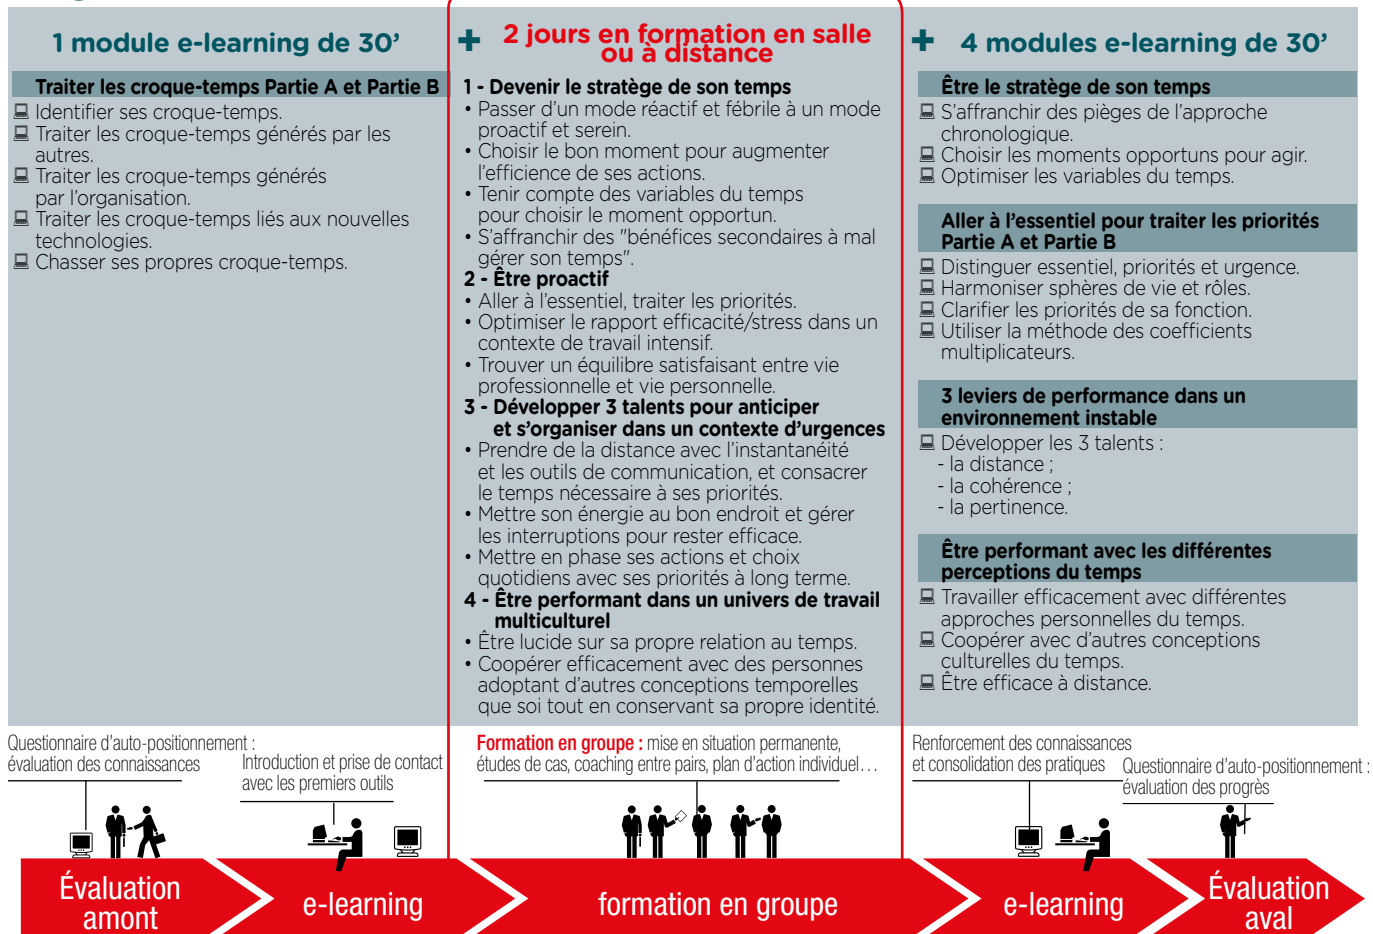 1 module e-learning de 30’
Traiter les croque-temps Partie A et Partie B
Identifier ses croque-temps.
Traiter les croque-temps générés par les
autres.
Traiter les croque-temps générés
par l’organisation.
Traiter les croque-temps liés aux nouvelles
technologies.
Chasser ses propres croque-temps.
+ 2 jours en formation en salle
ou à distance
1 - Devenir le stratège de son temps
• Passer d’un mode réactif et fébrile à un mode
proactif et serein.
• Choisir le bon moment pour augmenter
l’efficience de ses actions.
• Tenir compte des variables du temps
pour choisir le moment opportun.
• S’affranchir des "bénéfices secondaires à mal
gérer son temps".
2 - Être proactif
• Aller à l’essentiel, traiter les priorités.
• Optimiser le rapport efficacité/stress dans un
contexte de travail intensif.
• Trouver un équilibre satisfaisant entre vie
professionnelle et vie personnelle.
3 - Développer 3 talents pour anticiper
et s’organiser dans un contexte d’urgences
• Prendre de la distance avec l’instantanéité
et les outils de communication, et consacrer
le temps nécessaire à ses priorités.
• Mettre son énergie au bon endroit et gérer
les interruptions pour rester efficace.
• Mettre en phase ses actions et choix
quotidiens avec ses priorités à long terme.
4 - Être performant dans un univers de travail
multiculturel
• Être lucide sur sa propre relation au temps.
• Coopérer efficacement avec des personnes
adoptant d’autres conceptions temporelles
que soi tout en conservant sa propre identité.
+ 4 modules e-learning de 30’
Être le stratège de son temps
S’affranchir des pièges de l’approche
chronologique.
Choisir les moments opportuns pour agir.
Optimiser les variables du temps.
Aller à l’essentiel pour traiter les priorités
Partie A et Partie B
Distinguer essentiel, priorités et urgence.
Harmoniser sphères de vie et rôles.
Clarifier les priorités de sa fonction.
Utiliser la méthode des coefficients
multiplicateurs.
3 leviers de performance dans un
environnement instable
Développer les 3 talents :
- la distance ;
- la cohérence ;
- la pertinence.
Être performant avec les différentes
perceptions du temps
Travailler efficacement avec différentes
approches personnelles du temps.
Coopérer avec d’autres conceptions
culturelles du temps.
Être efficace à distance.
Questionnaire d’auto-positionnement :
évaluation des connaissances
Introduction et prise de contact
avec les premiers outils
Formation en groupe : mise en situation permanente,
études de cas, coaching entre pairs, plan d’action individuel…
Renforcement des connaissances
et consolidation des pratiques
Questionnaire d’auto-positionnement :
évaluation des progrès
Évaluation
amont
e-learning
formation en groupe
e-learning
Évaluation
aval